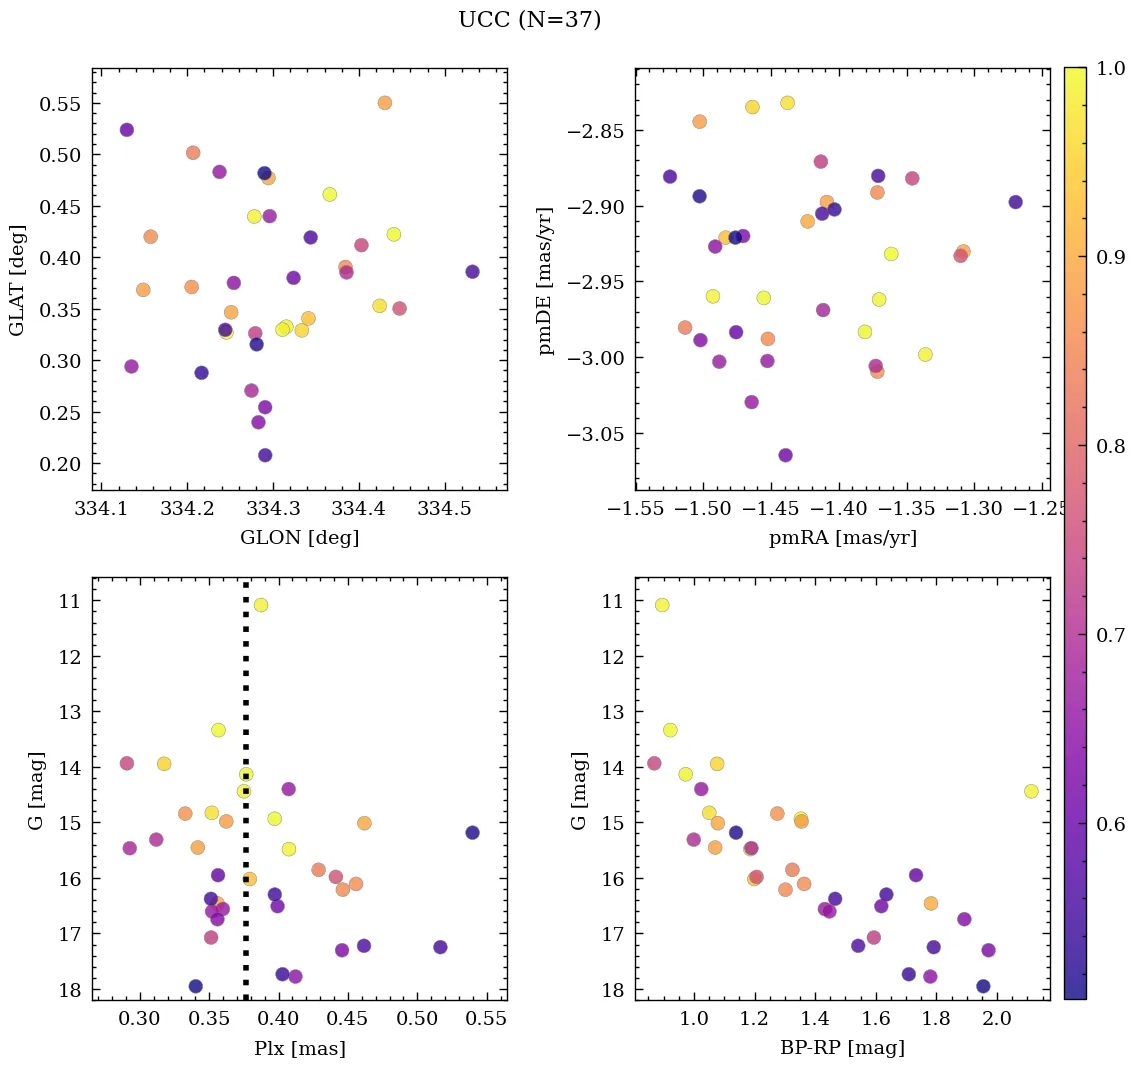 UCC (N=37)
0.55
0.50
0.45
0.40
0.35
0.30
0.25
0.20
GLAT [deg]
334.1 334.2 334.3 334.4 334.5
GLON [deg]
−2.85
−2.90
−2.95
−3.00
−3.05
pmDE [mas/yr]
−1.55 −1.50 −1.45 −1.40 −1.35 −1.30 −1.25
pmRA [mas/yr]
11
12
13
14
15
16
17
18
G [mag]
0.30 0.35 0.40 0.45 0.50 0.55
Plx [mas]
11
12
13
14
15
16
17
18
G [mag]
1.0 1.2 1.4 1.6 1.8 2.0
BP-RP [mag]
1.0
0.9
0.8
0.7
0.6